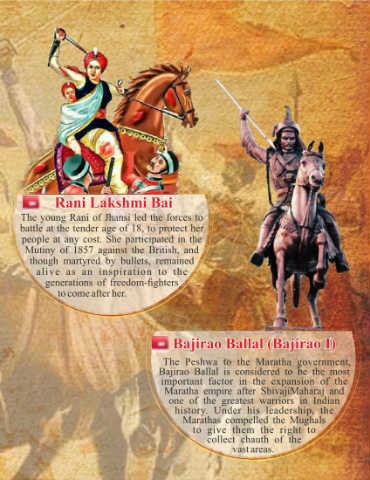 Rani Lakshmi Bai
The young Rani of Jhansi led the forces to
battle at the tender age of 18, to protect her
people at any cost. She participated in the
Mutiny of 1857 against the British, and
though martyred by bullets, remained
alive as an inspiration to the
generations of freedom-fighters
to come after her.
Bajirao Ballal (Bajirao I)
The Peshwa to the Maratha government,
Bajirao Ballal is considered to be the most
important factor in the expansion of the
Maratha empire after ShivajiMaharaj and
one of the greatest warriors in Indian
history. Under his leadership, the
Marathas compelled the Mughals
to give them the right to
collect chauth of the
vast areas.